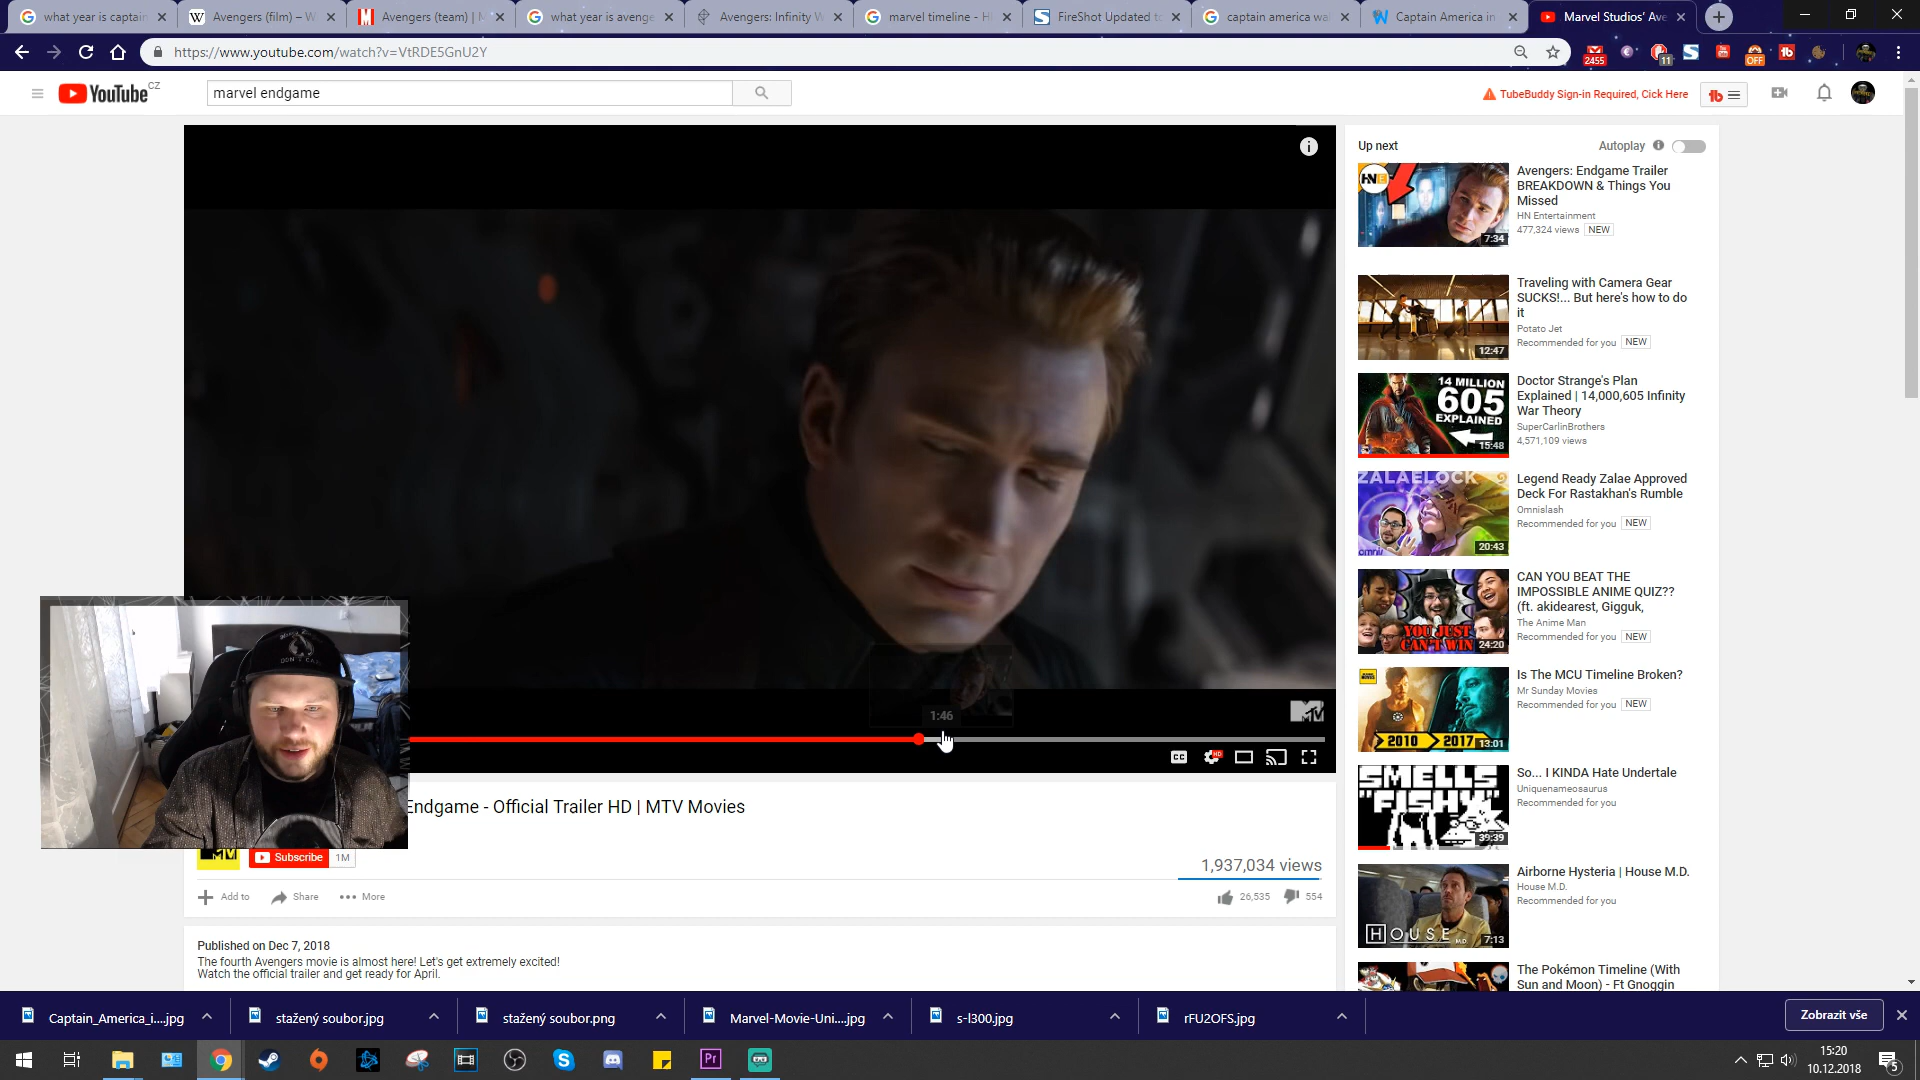 what year is captain
Avengers (film) – W
Avengers (team) | M
what year is avenge
Avengers: Infinity W
marvel timeline - H
FireShot Updated to
captain america wa
Captain America in
Marvel Studios' Ave
https://www.youtube.com/watch?v=VtRDE5GnU2Y
2455
11
OFF
YouTube CZ
marvel endgame
TubeBuddy Sign-in Required, Cick Here
Up next
Autoplay
Avengers: Endgame Trailer
BREAKDOWN & Things You
Missed
HN Entertainment
477,324 views NEW
7:34
Traveling with Camera Gear
SUCKS!... But here's how to do
it
Potato Jet
Recommended for you NEW
12:47
14 MILLION
605
EXPLAINED
15:48
Doctor Strange's Plan
Explained | 14,000,605 Infinity
War Theory
SuperCarlinBrothers
4,571,109 views
ZALAELOCK
20:43
Legend Ready Zalae Approved
Deck For Rastakhan's Rumble
Omnislash
Recommended for you NEW
YOU JUST
CAN'T WIN
24:20
CAN YOU BEAT THE
IMPOSSIBLE ANIME QUIZ??
(ft. akidearest, Gigguk,
The Anime Man
Recommended for you NEW
2010
2017
13:01
Is The MCU Timeline Broken?
Mr Sunday Movies
Recommended for you NEW
SMELLS
"FISHY"
39:39
So... I KINDA Hate Undertale
Uniquenameosaurus
Recommended for you
HOUSE M.D.
7:13
Airborne Hysteria | House M.D.
House M.D.
Recommended for you
The Pokémon Timeline (With
Sun and Moon) - Ft Gnoggin
1:46
MTV
CC
HD
Endgame - Official Trailer HD | MTV Movies
Subscribe 1M
1,937,034 views
Add to
Share
More
26,535
554
Published on Dec 7, 2018
The fourth Avengers movie is almost here! Let's get extremely excited!
Watch the official trailer and get ready for April.
Captain_America_i....jpg
stažený soubor.jpg
stažený soubor.png
Marvel-Movie-Uni....jpg
s-l300.jpg
rFU2OFS.jpg
Zobrazit vše
Pr
15:20
10.12.2018
5